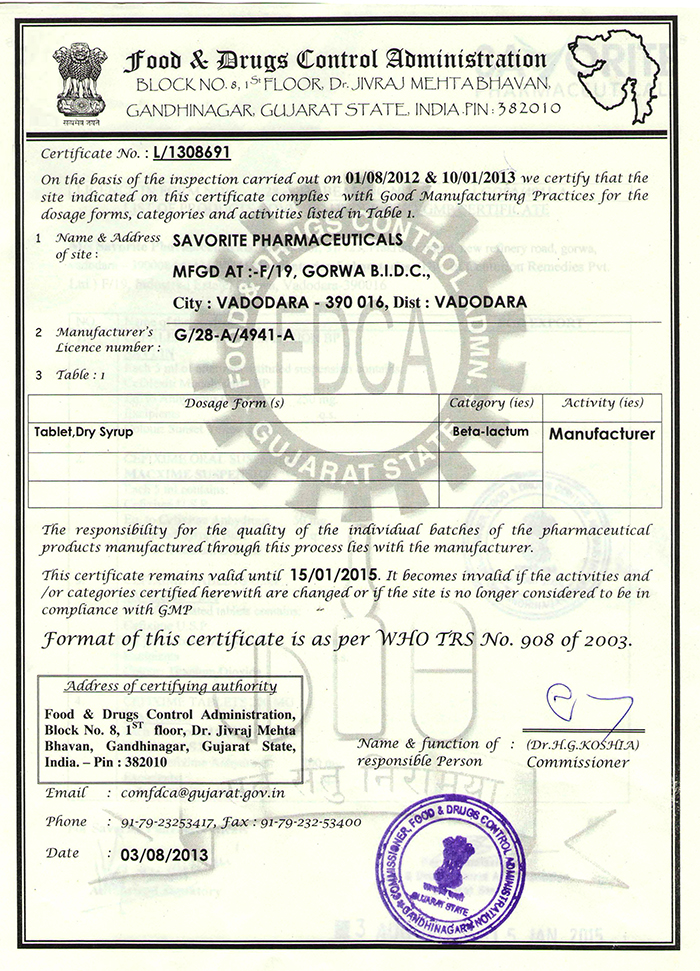 सत्यमेव जयते
Food & Drugs Control Administration
BLOCK NO. 8, 1St FLOOR, Dr. JIVRAJ MEHTA BHAVAN
GANDHINAGAR, GUJARAT STATE, INDIA.PIN : 382010
Certificate No. : L/1308691
On the basis of the inspection carried out on 01/08/2012 & 10/01/2013 we certify that the
site indicated on this certificate complies with Good Manufacturing Practices for the
dosage forms, categories and activities listed in Table 1.
1 Name & Address of site : SAVORITE PHARMACEUTICALS
MFGD AT :-F/19, GORWA B.I.D.C.,
City : VADODARA - 390 016, Dist : VADODARA
2 Manufacturer's Licence number : G/28-A/4941-A
3 Table : 1
Dosage Form (s) Category (ies) Activity (ies)
Tablet,Dry Syrup Beta-lactum Manufacturer
FOOD & DRUGS CONTROL ADMN.
FDCA
GUJARAT STATE
The responsibility for the quality of the individual batches of the pharmaceutical
products manufactured through this process lies with the manufacturer.
This certificate remains valid until 15/01/2015. It becomes invalid if the activities and
/or categories certified herewith are changed or if the site is no longer considered to be in
compliance with GMP
Format of this certificate is as per WHO TRS No. 908 of 2003.
Address of certifying authority
Food & Drugs Control Administration,
Block No. 8, 1ST floor, Dr. Jivraj Mehta
Bhavan, Gandhinagar, Gujarat State,
India. – Pin : 382010
Name & function of : (Dr.H.G.KOSHIA)
responsible Person Commissioner
Email : comfdca@gujarat.gov.in
Phone : 91-79-23253417, Fax : 91-79-232-53400
Date : 03/08/2013
COMMISSIONER, FOOD & DRUGS CONTROL ADMINISTRATION
GUJARAT STATE
GANDHINAGAR